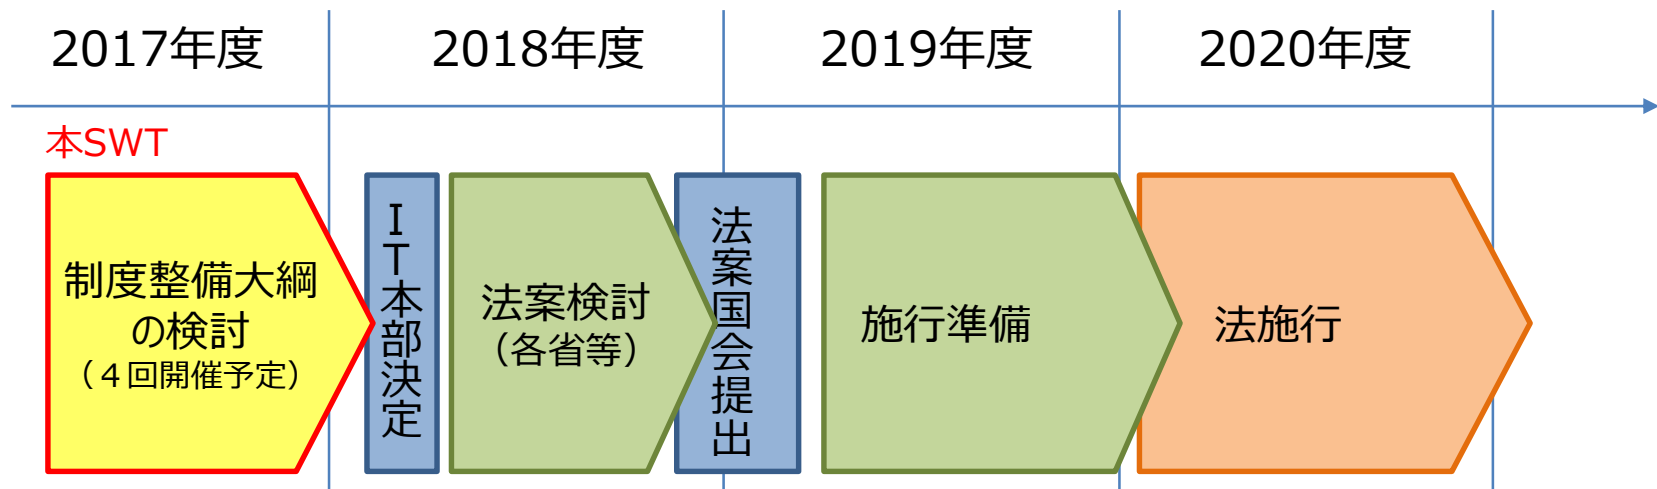 2017年度
2018年度
2019年度
2020年度
本SWT
制度整備大綱
の検討
（４回開催予定）
ＩＴ本部決定
法案検討
（各省等）
法案国会提出
施行準備
法施行